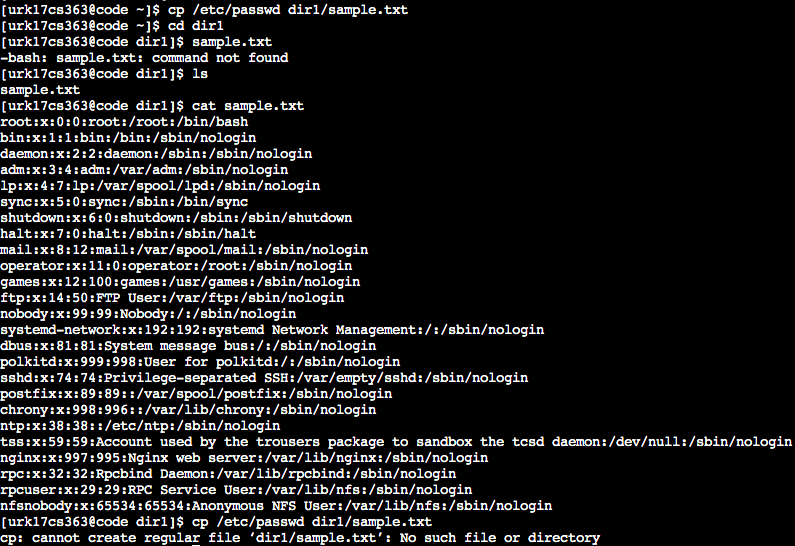 [urk17cs363@code ~]$ cp /etc/passwd dir1/sample.txt
[urk17cs363@code ~]$ cd dir1
[urk17cs363@code dir1]$ sample.txt
-bash: sample.txt: command not found
[urk17cs363@code dir1]$ ls
sample.txt
[urk17cs363@code dir1]$ cat sample.txt
root:x:0:0:root:/root:/bin/bash
bin:x:1:1:bin:/bin:/sbin/nologin
daemon:x:2:2:daemon:/sbin:/sbin/nologin
adm:x:3:4:adm:/var/adm:/sbin/nologin
lp:x:4:7:lp:/var/spool/lpd:/sbin/nologin
sync:x:5:0:sync:/sbin:/bin/sync
shutdown:x:6:0:shutdown:/sbin:/sbin/shutdown
halt:x:7:0:halt:/sbin:/sbin/halt
mail:x:8:12:mail:/var/spool/mail:/sbin/nologin
operator:x:11:0:operator:/root:/sbin/nologin
games:x:12:100:games:/usr/games:/sbin/nologin
ftp:x:14:50:FTP User:/var/ftp:/sbin/nologin
nobody:x:99:99:Nobody:/:/sbin/nologin
systemd-network:x:192:192:systemd Network Management:/:/sbin/nologin
dbus:x:81:81:System message bus:/:/sbin/nologin
polkitd:x:999:998:User for polkitd:/:/sbin/nologin
sshd:x:74:74:Privilege-separated SSH:/var/empty/sshd:/sbin/nologin
postfix:x:89:89::/var/spool/postfix:/sbin/nologin
chrony:x:998:996::/var/lib/chrony:/sbin/nologin
ntp:x:38:38::/etc/ntp:/sbin/nologin
tss:x:59:59:Account used by the trousers package to sandbox the tcsd daemon:/dev/null:/sbin/nologin
nginx:x:997:995:Nginx web server:/var/lib/nginx:/sbin/nologin
rpc:x:32:32:Rpcbind Daemon:/var/lib/rpcbind:/sbin/nologin
rpcuser:x:29:29:RPC Service User:/var/lib/nfs:/sbin/nologin
nfsnobody:x:65534:65534:Anonymous NFS User:/var/lib/nfs:/sbin/nologin
[urk17cs363@code dir1]$ cp /etc/passwd dir1/sample.txt
cp: cannot create regular file ‘dir1/sample.txt’: No such file or directory